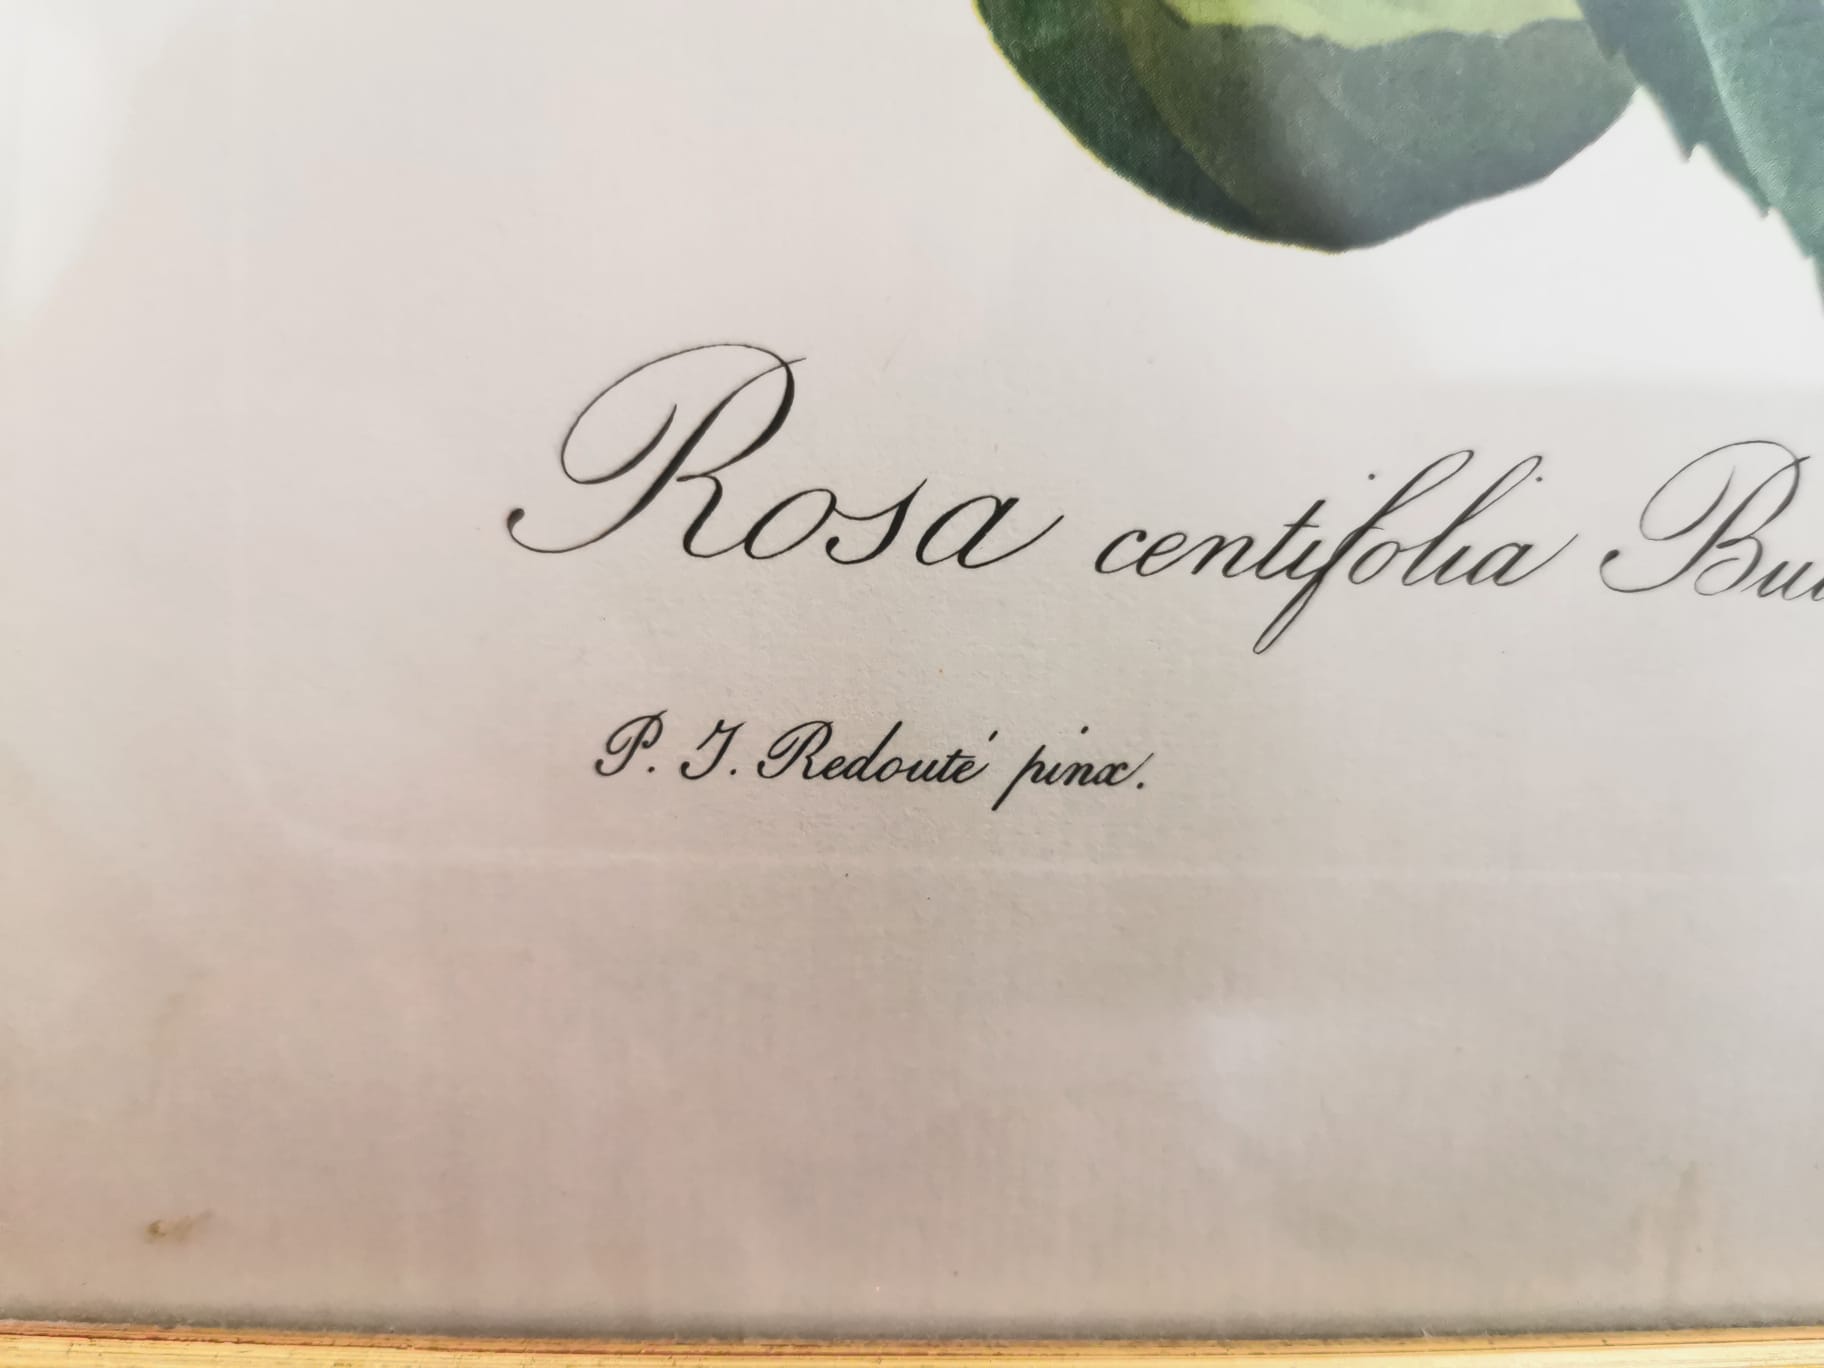 Rosa centifolia
P. J. Redouté pinx.